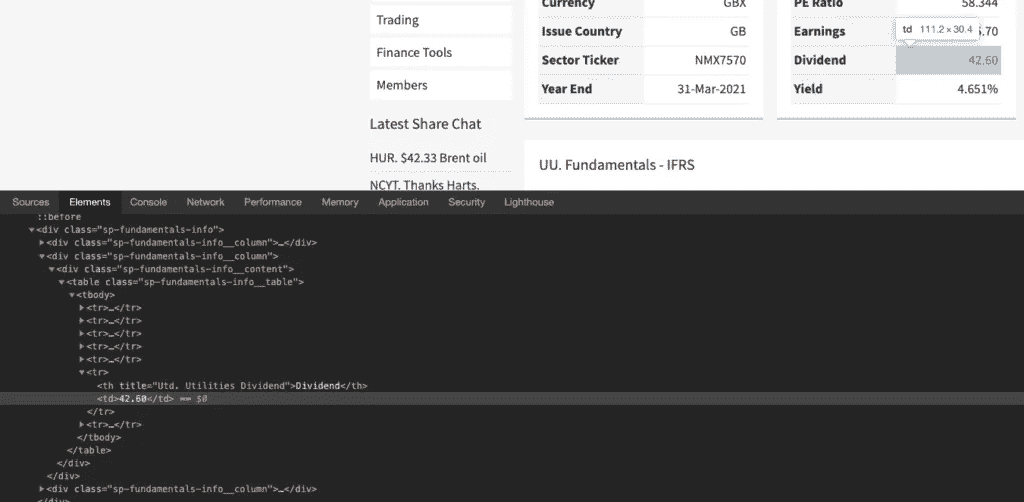 Trading
Finance Tools
Members
Latest Share Chat
HUR. $42.33 Brent oil
NCYT. Thanks Harts.
Currency GBX
Issue Country GB
Sector Ticker NMX7570
Year End 31-Mar-2021
PE Ratio 58.344
td 111.2 × 30.4
Earnings .70
Dividend 42.60
Yield 4.651%
UU. Fundamentals - IFRS
Sources Elements Console Network Performance Memory Application Security Lighthouse
::before
▼<div class="sp-fundamentals-info">
▶<div class="sp-fundamentals-info__column">…</div>
▼<div class="sp-fundamentals-info__column">
▼<div class="sp-fundamentals-info__content">
▼<table class="sp-fundamentals-info__table">
▼<tbody>
▶<tr>…</tr>
▶<tr>…</tr>
▶<tr>…</tr>
▶<tr>…</tr>
▶<tr>…</tr>
▼<tr>
<th title="Utd. Utilities Dividend">Dividend</th>
<td>42.60</td> == $0
</tr>
▶<tr>…</tr>
</tbody>
</table>
</div>
</div>
▶<div class="sp-fundamentals-info__column">…</div>
</div>